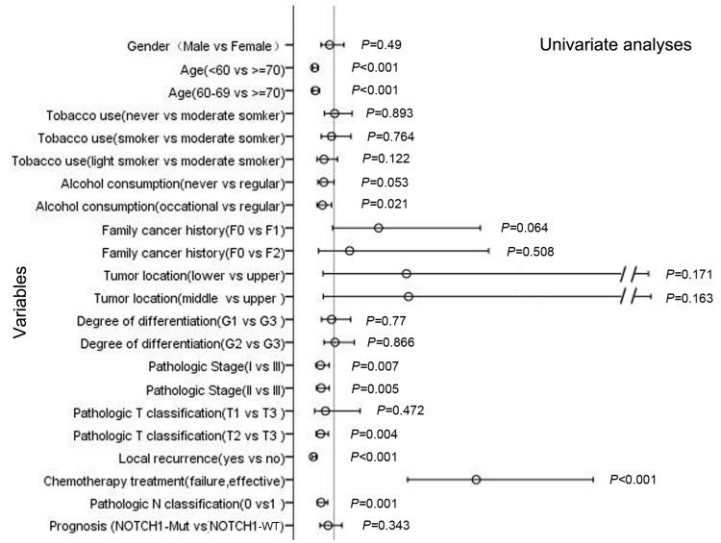 Univariate analyses
Variables
Gender（Male vs Female） P=0.49
Age(<60 vs >=70) P<0.001
Age(60-69 vs >=70) P<0.001
Tobacco use(never vs moderate somker) P=0.893
Tobacco use(smoker vs moderate smoker) P=0.764
Tobacco use(light smoker vs moderate smoker) P=0.122
Alcohol consumption(never vs regular) P=0.053
Alcohol consumption(occational vs regular) P=0.021
Family cancer history(F0 vs F1) P=0.064
Family cancer history(F0 vs F2) P=0.508
Tumor location(lower vs upper) P=0.171
Tumor location(middle vs upper ) P=0.163
Degree of differentiation(G1 vs G3 ) P=0.77
Degree of differentiation(G2 vs G3) P=0.866
Pathologic Stage(I vs III) P=0.007
Pathologic Stage(II vs III) P=0.005
Pathologic T classification(T1 vs T3 ) P=0.472
Pathologic T classification(T2 vs T3 ) P=0.004
Local recurrence(yes vs no) P<0.001
Chemotherapy treatment(failure,effective) P<0.001
Pathologic N classification(0 vs1 ) P=0.001
Prognosis (NOTCH1-Mut vs NOTCH1-WT) P=0.343